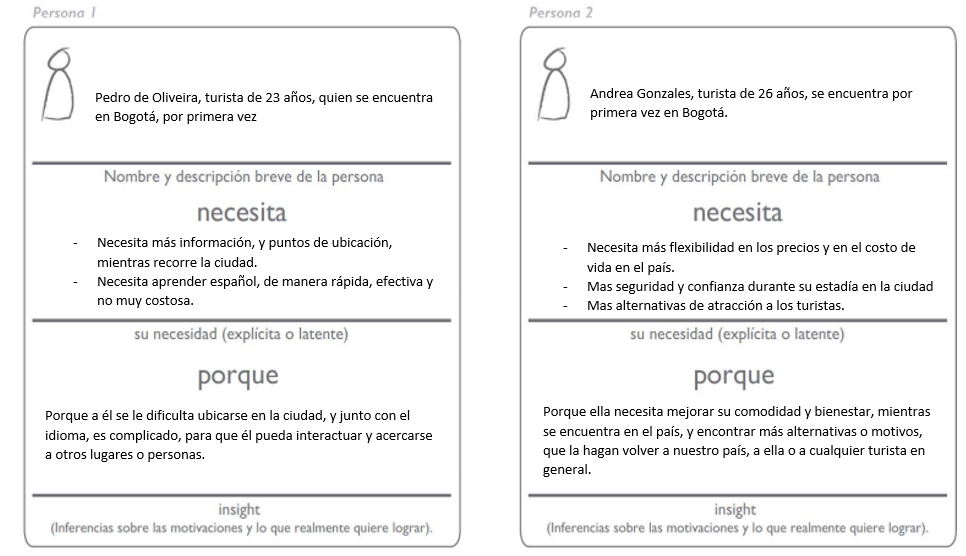 Persona 1
Pedro de Oliveira, turista de 23 años, quien se encuentra
en Bogotá, por primera vez
Nombre y descripción breve de la persona
necesita
- Necesita más información, y puntos de ubicación,
mientras recorre la ciudad.
- Necesita aprender español, de manera rápida, efectiva y
no muy costosa.
su necesidad (explícita o latente)
porque
Porque a él se le dificulta ubicarse en la ciudad, y junto con el
idioma, es complicado, para que él pueda interactuar y acercarse
a otros lugares o personas.
insight
(Inferencias sobre las motivaciones y lo que realmente quiere lograr).
Persona 2
Andrea Gonzales, turista de 26 años, se encuentra por
primera vez en Bogotá.
Nombre y descripción breve de la persona
necesita
- Necesita más flexibilidad en los precios y en el costo de
vida en el país.
- Mas seguridad y confianza durante su estadía en la ciudad
- Mas alternativas de atracción a los turistas.
su necesidad (explícita o latente)
porque
Porque ella necesita mejorar su comodidad y bienestar, mientras
se encuentra en el país, y encontrar más alternativas o motivos,
que la hagan volver a nuestro país, a ella o a cualquier turista en
general.
insight
(Inferencias sobre las motivaciones y lo que realmente quiere lograr).